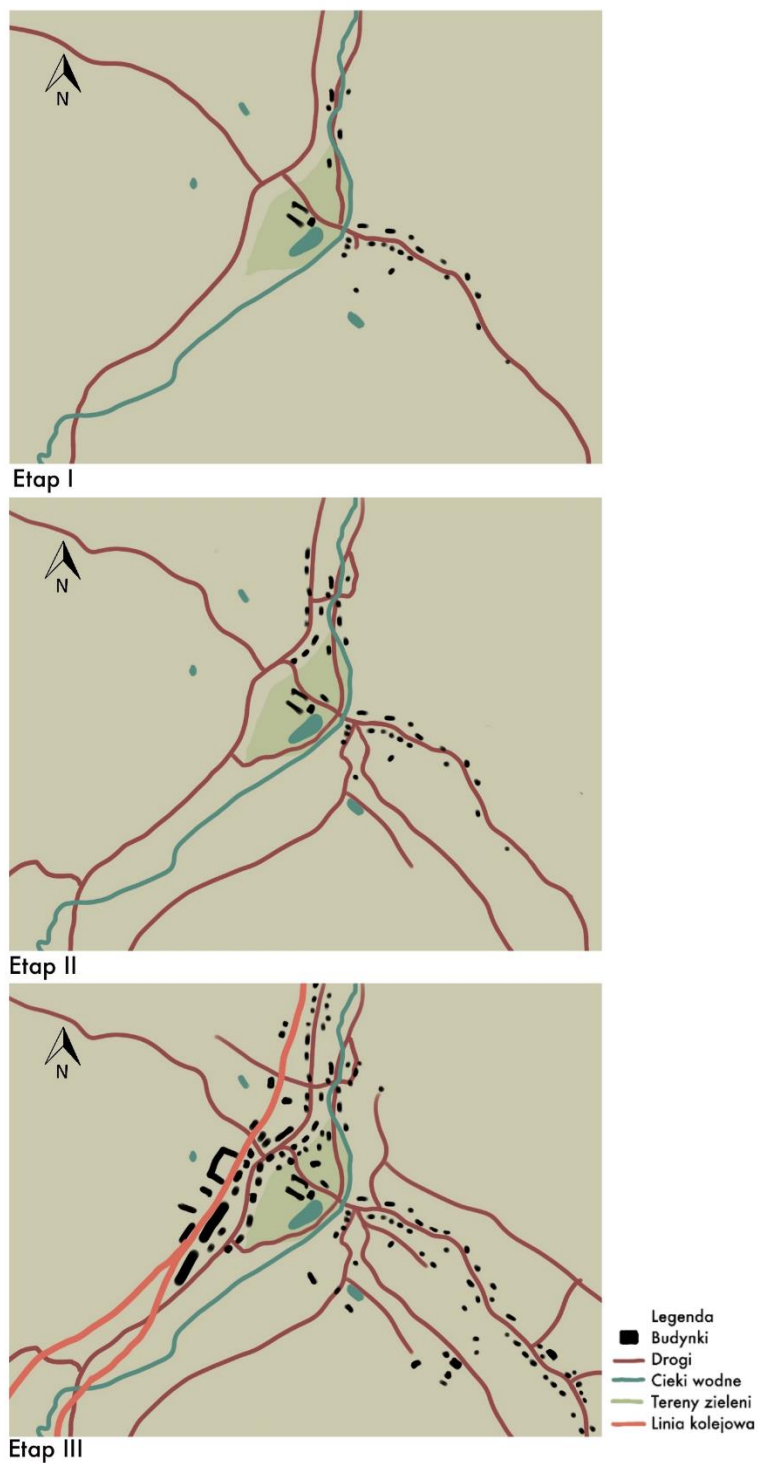 N
Etap I
N
Etap II
N
Etap III
Legenda
Budynki
Drogi
Cieki wodne
Tereny zieleni
Linia kolejowa